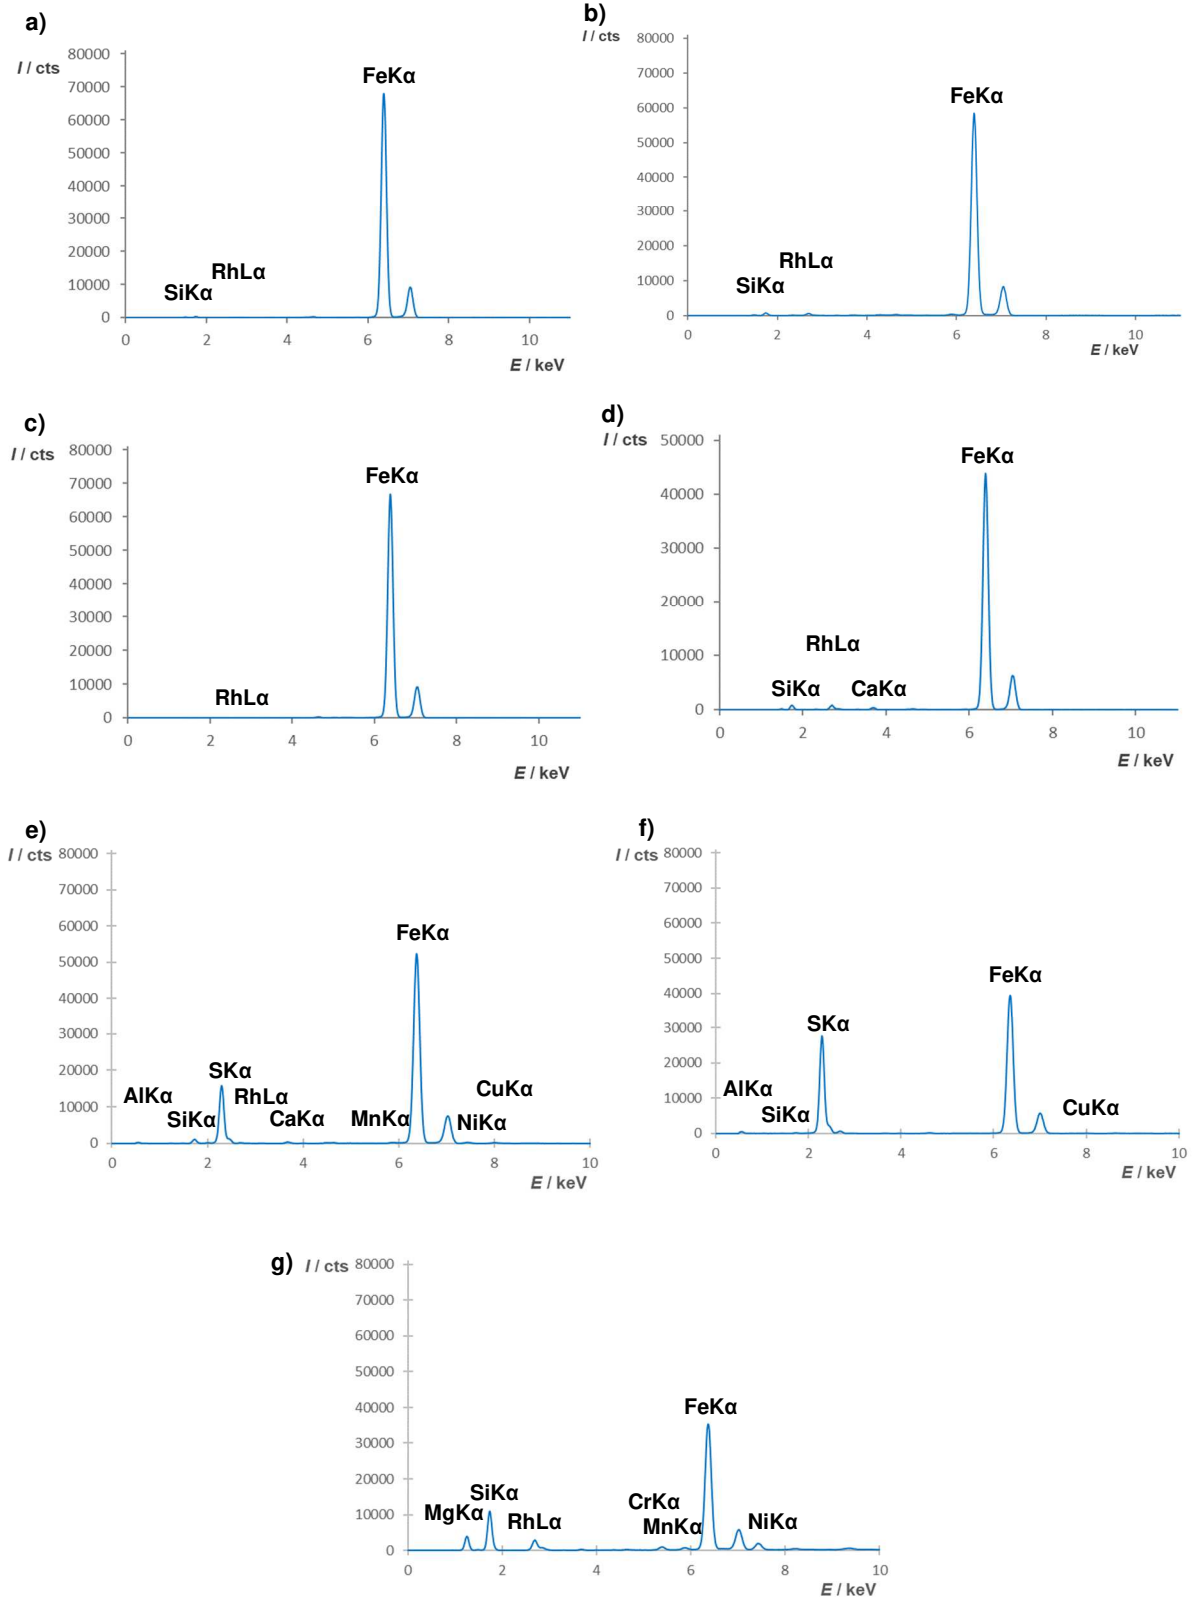 a)
I / cts
80000
70000
60000
50000
40000
30000
20000
10000
0
FeKα
RhLα
SiKα
0 2 4 6 8 10
E / keV
b)
I / cts
80000
70000
60000
50000
40000
30000
20000
10000
0
FeKα
RhLα
SiKα
0 2 4 6 8 10
E / keV
c)
I / cts
80000
70000
60000
50000
40000
30000
20000
10000
0
FeKα
RhLα
0 2 4 6 8 10
E / keV
d)
I / cts
50000
40000
30000
20000
10000
0
FeKα
RhLα
SiKα CaKα
0 2 4 6 8 10
E / keV
e)
I / cts
80000
70000
60000
50000
40000
30000
20000
10000
0
FeKα
SKα
AlKα RhLα CuKα
SiKα CaKα MnKα NiKα
0 2 4 6 8 10
E / keV
f)
I / cts
80000
70000
60000
50000
40000
30000
20000
10000
0
FeKα
SKα
AlKα
SiKα CuKα
0 2 4 6 8 10
E / keV
g)
I / cts
80000
70000
60000
50000
40000
30000
20000
10000
0
FeKα
SiKα
MgKα RhLα
CrKα
MnKα NiKα
0 2 4 6 8 10
E / keV